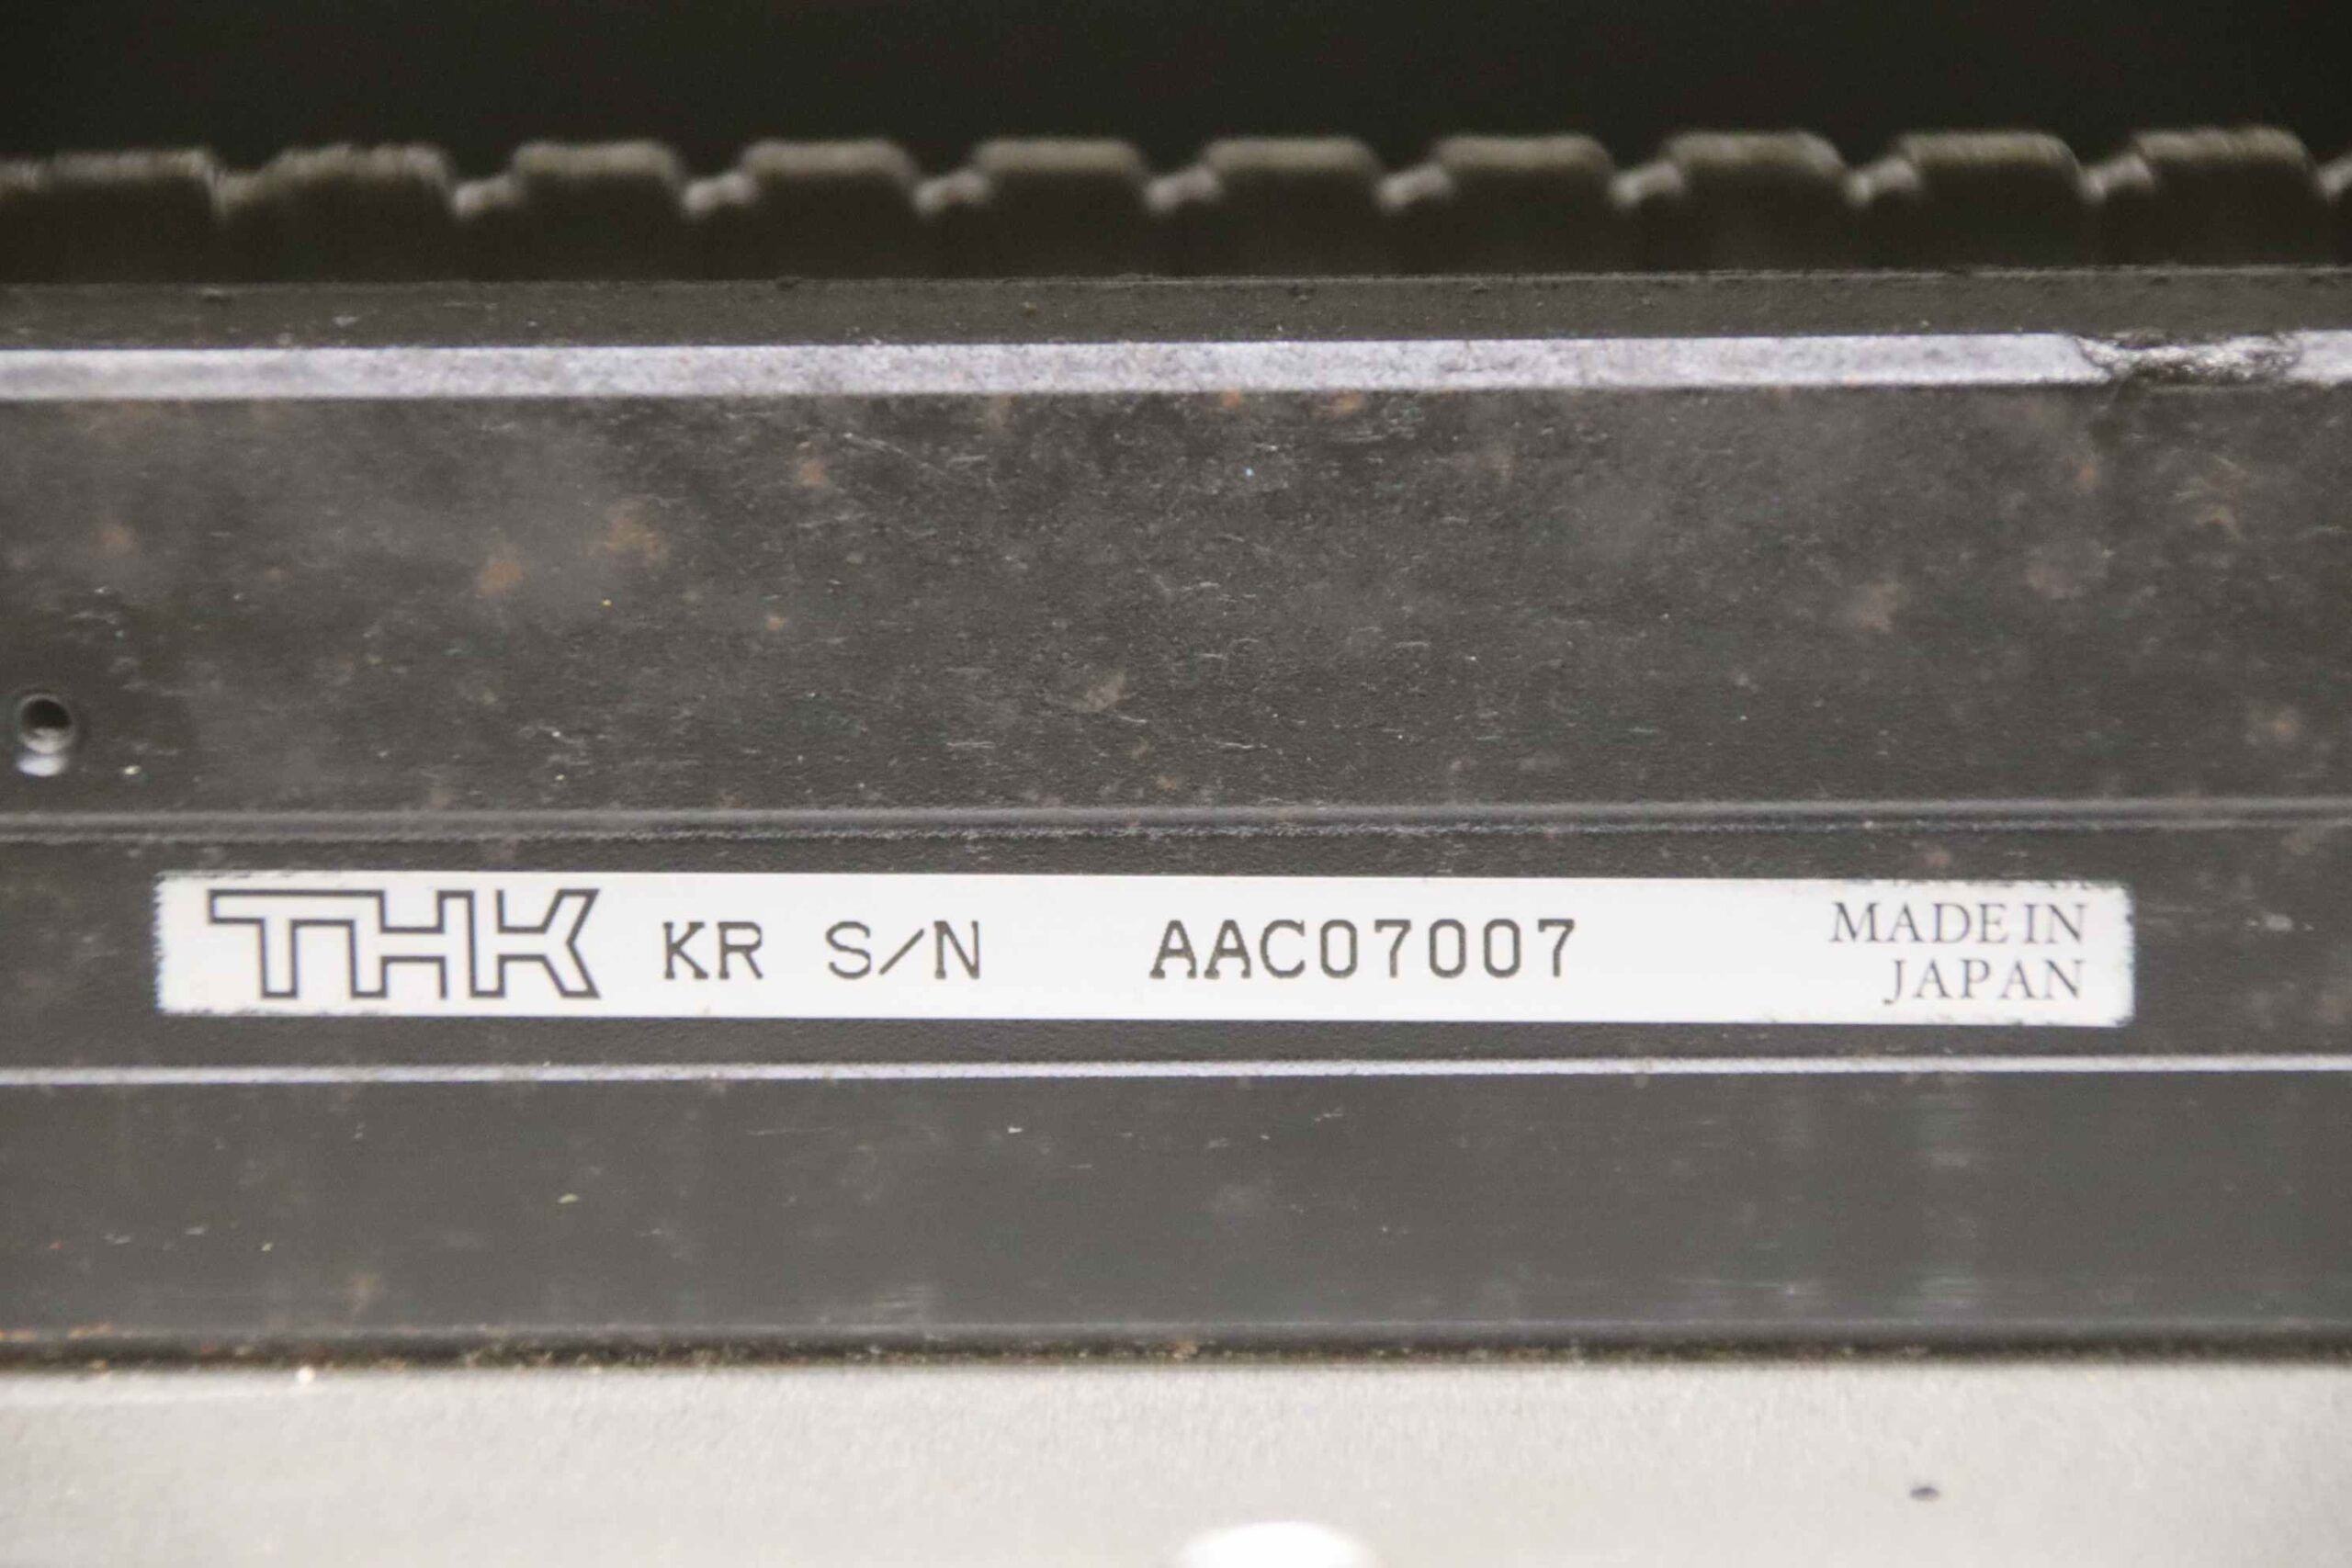 THK KR S/N AAC07007
MADE IN
JAPAN